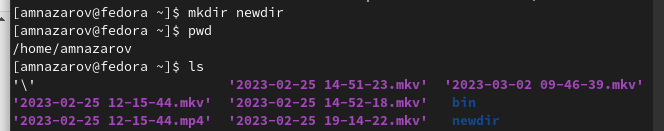 [amnazarov@fedora ~]$ mkdir newdir
[amnazarov@fedora ~]$ pwd
/home/amnazarov
[amnazarov@fedora ~]$ ls
'\' '2023-02-25 14-51-23.mkv' '2023-03-02 09-46-39.mkv'
'2023-02-25 12-15-44.mkv' '2023-02-25 14-52-18.mkv' bin
'2023-02-25 12-15-44.mp4' '2023-02-25 19-14-22.mkv' newdir